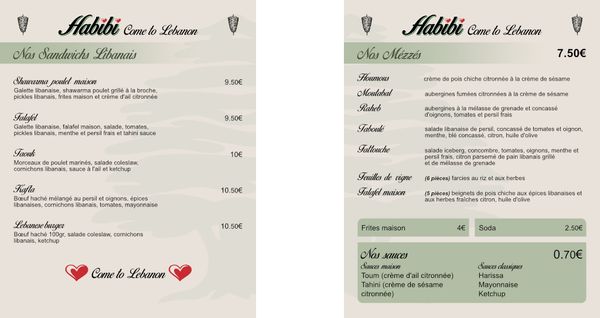 Habibi Come to Lebanon
Nos Sandwichs Libanais
Shawarma poulet maison 9.50€
Galette libanaise, shawarma poulet grillé à la broche,
pickles libanais, frites maison et crème d'ail citronnée
Falafel 9.50€
Galette libanaise, falafel maison, salade, tomates,
pickles libanais, menthe et persil et tahini sauce
Taouk 10€
Morceaux de poulet marinés, salade coleslaw,
cornichons libanais, sauce à l'ail et ketchup
Kafta 10.50€
Bœuf haché mélangé au persil et oignons, épices
libanaises, cornichons libanais, tomates, mayonnaise
Lebanese burger 10.50€
Bœuf haché 100gr, salade coleslaw, cornichons
libanais, ketchup
Come to Lebanon
Habibi Come to Lebanon
Nos Mézzés 7.50€
Houmous crème de pois chiche citronnée à la crème de sésame
Moutabal aubergines fumées citronnées à la crème de sésame
Raheb aubergines à la mélasse de grenade et concassé
d'oignons, tomates et persil frais
Taboulé salade libanaise de persil, concassé de tomates et oignon,
menthe, blé concassé, citron, huile d'olive
Fattouche salade iceberg, concombre, tomates, oignons, menthe et
persil frais, citron parsemé de pain libanais grillé
et de mélasse de grenade
Feuilles de vigne (6 pièces) farcies au riz et aux herbes
Falafel maison (5 pièces) beignets de pois chiche aux épices libanaises et
aux herbes fraîches citron, huile d'olive
Frites maison 4€ Soda 2.50€
Nos sauces 0.70€
Sauces maison Sauces classiques
Toum (crème d'ail citronnée) Harissa
Tahini (crème de sésame Mayonnaise
citronnée) Ketchup